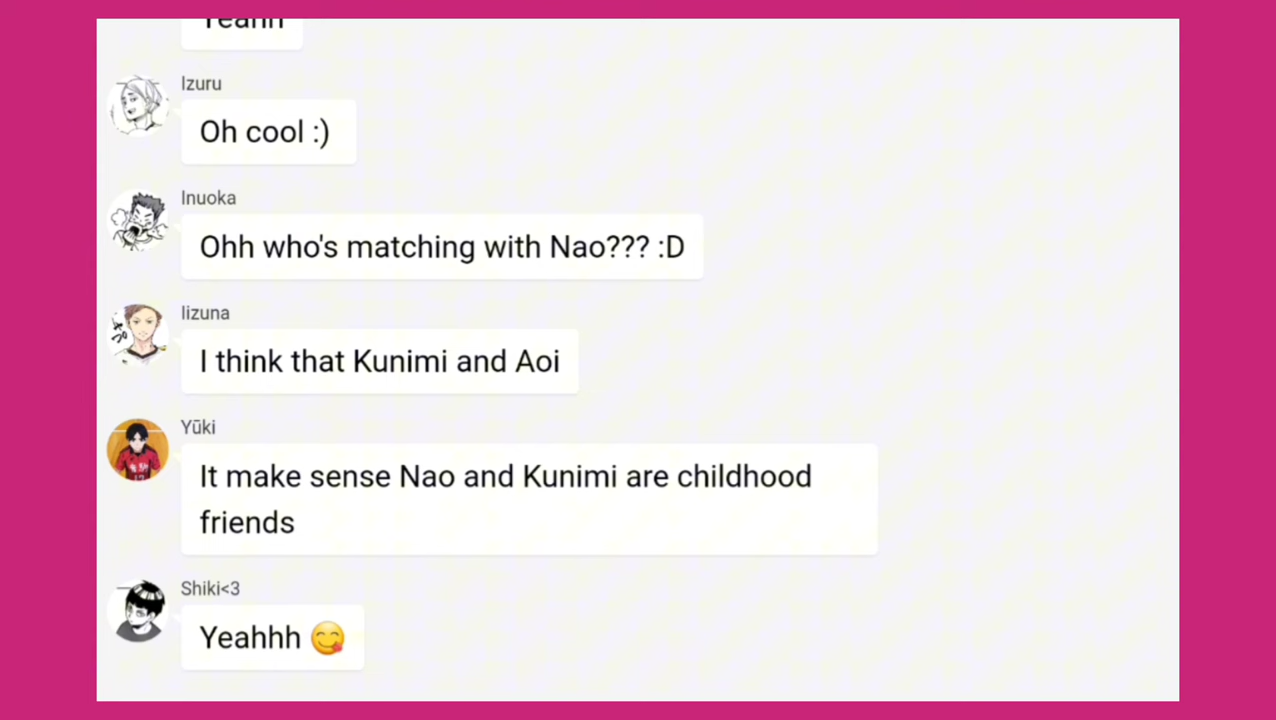 Yeahh
Izuru
Oh cool :)
Inuoka
Ohh who's matching with Nao??? :D
Iizuna
I think that Kunimi and Aoi
Yūki
It make sense Nao and Kunimi are childhood
friends
Shiki<3
Yeahhh 😋